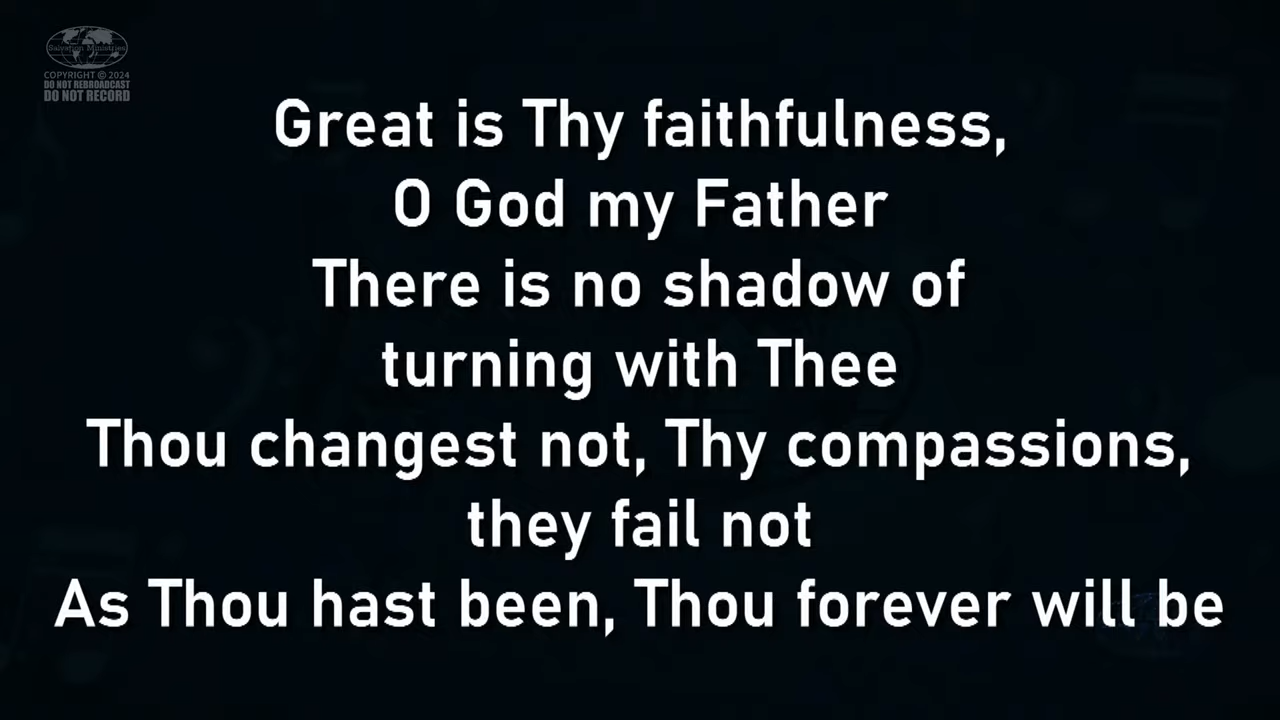 Salvation Ministries
COPYRIGHT © 2024
DO NOT REBROADCAST
DO NOT RECORD
Great is Thy faithfulness,
O God my Father
There is no shadow of
turning with Thee
Thou changest not, Thy compassions,
they fail not
As Thou hast been, Thou forever will be